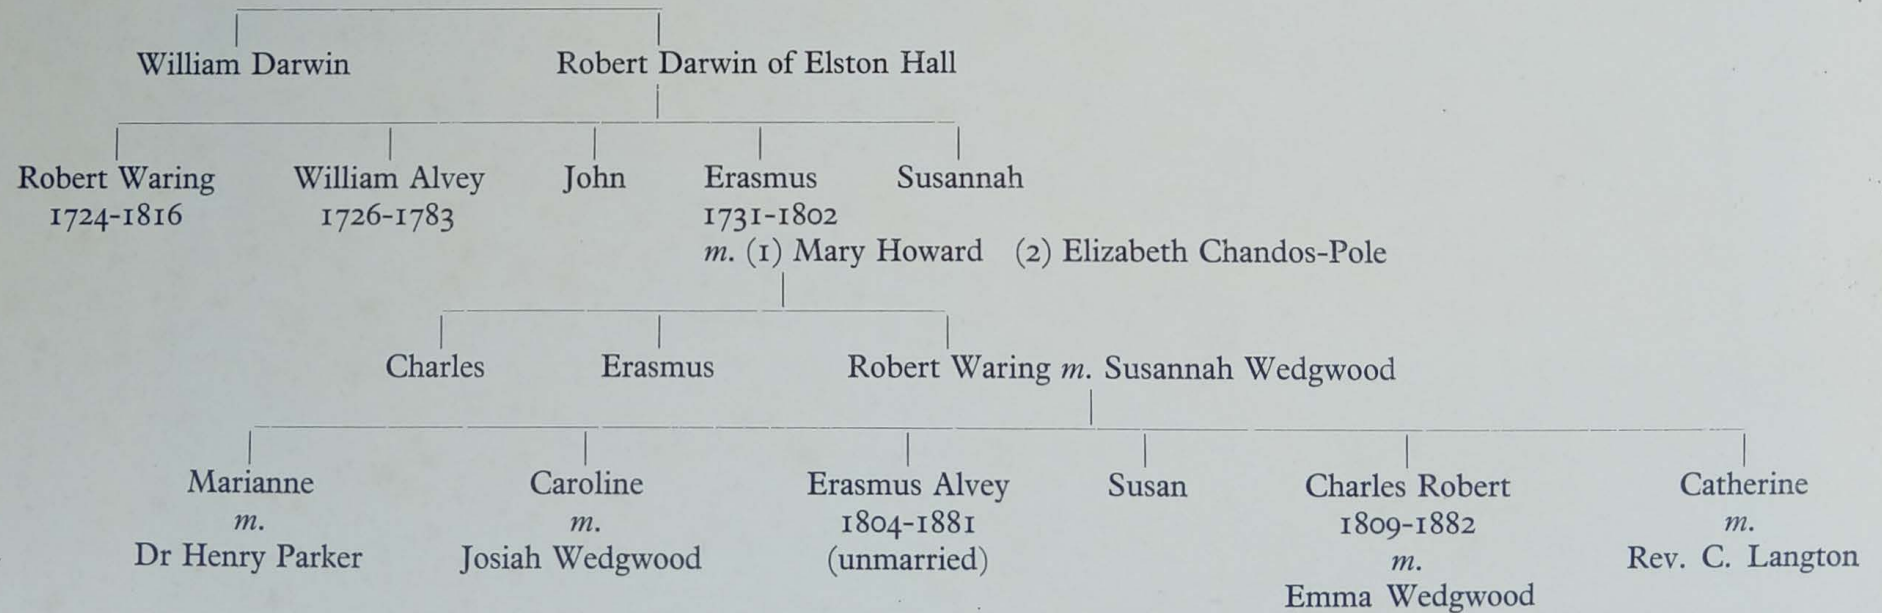 William Darwin Robert Darwin of Elston Hall
Robert Waring William Alvey John Erasmus Susannah
1724-1816 1726-1783 1731-1802
m. (1) Mary Howard (2) Elizabeth Chandos-Pole
Charles Erasmus Robert Waring m. Susannah Wedgwood
Marianne Caroline Erasmus Alvey Susan Charles Robert Catherine
m. m. 1804-1881 1809-1882 m.
Dr Henry Parker Josiah Wedgwood (unmarried) m. Rev. C. Langton
Emma Wedgwood